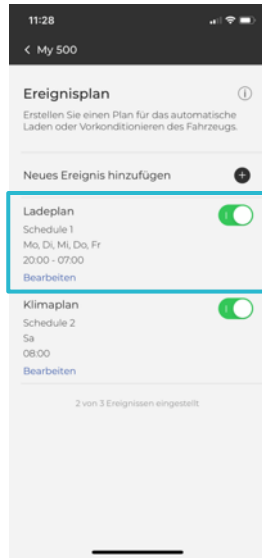 11:28
< My 500
Ereignisplan
Erstellen Sie einen Plan für das automatische
Laden oder Vorkonditionieren des Fahrzeugs.
Neues Ereignis hinzufügen
Ladeplan
Schedule 1
Mo, Di, Mi, Do, Fr
20:00 - 07:00
Bearbeiten
Klimaplan
Schedule 2
Sa
08:00
Bearbeiten
2 von 3 Ereignissen eingestellt